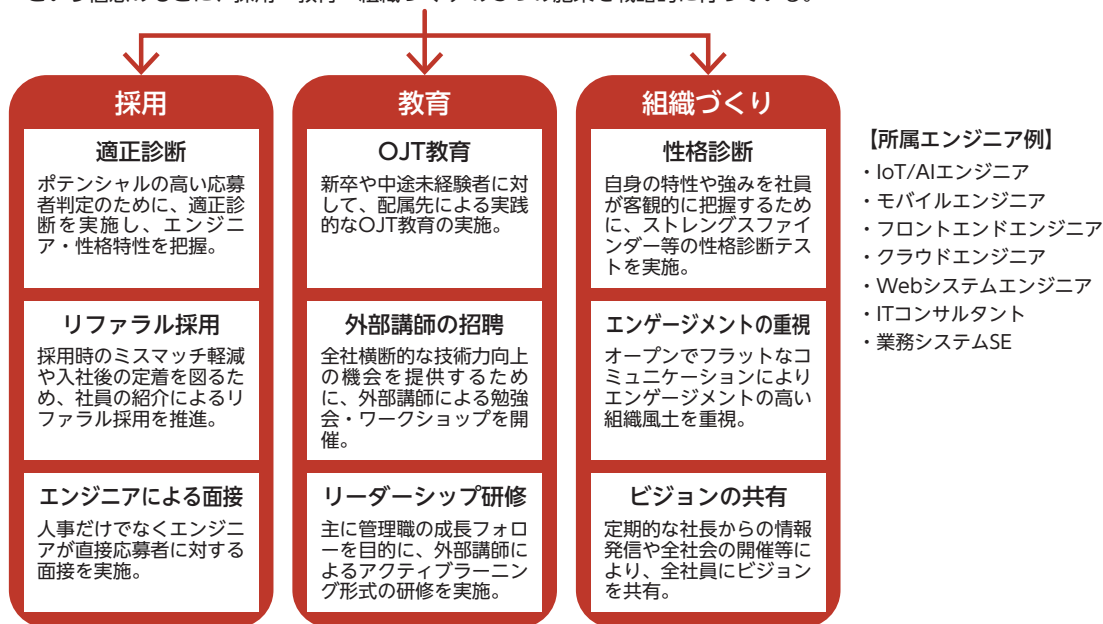 採用
適正診断
ポテンシャルの高い応募
者判定のために、適正診
断を実施し、エンジニ
ア・性格特性を把握。
リファラル採用
採用時のミスマッチ軽減
や入社後の定着を図るた
め、社員の紹介によるリ
ファラル採用を推進。
エンジニアによる面接
人事だけでなくエンジニ
アが直接応募者に対する
面接を実施。
教育
OJT教育
新卒や中途未経験者に対
して、配属先による実践
的なOJT教育の実施。
外部講師の招聘
全社横断的な技術力向上
の機会を提供するため
に、外部講師による勉強
会・ワークショップを開
催。
リーダーシップ研修
主に管理職の成長フォロ
ーを目的に、外部講師に
よるアクティブラーニン
グ形式の研修を実施。
組織づくり
性格診断
自身の特性や強みを社員
が客観的に把握するため
に、ストレングスファイ
ンダー等の性格診断テス
トを実施。
エンゲージメントの重視
オープンでフラットなコ
ミュニケーションにより
エンゲージメントの高い
組織風土を重視。
ビジョンの共有
定期的な社長からの情報
発信や全社会の開催等に
より、全社員にビジョン
を共有。
【所属エンジニア例】
・IoT/AIエンジニア
・モバイルエンジニア
・フロントエンドエンジニア
・クラウドエンジニア
・Webシステムエンジニア
・ITコンサルタント
・業務システムSE